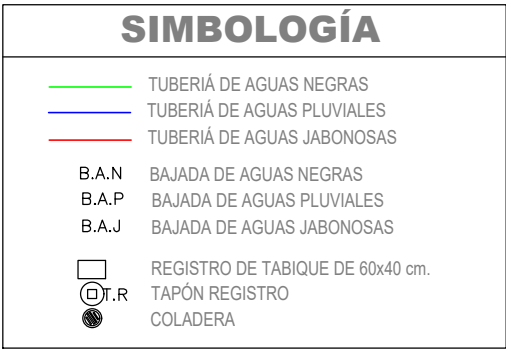 SIMBOLOGÍA
TUBERIÁ DE AGUAS NEGRAS
TUBERIÁ DE AGUAS PLUVIALES
TUBERIÁ DE AGUAS JABONOSAS
B.A.N BAJADA DE AGUAS NEGRAS
B.A.P BAJADA DE AGUAS PLUVIALES
B.A.J BAJADA DE AGUAS JABONOSAS
REGISTRO DE TABIQUE DE 60x40 cm.
T.R TAPÓN REGISTRO
COLADERA